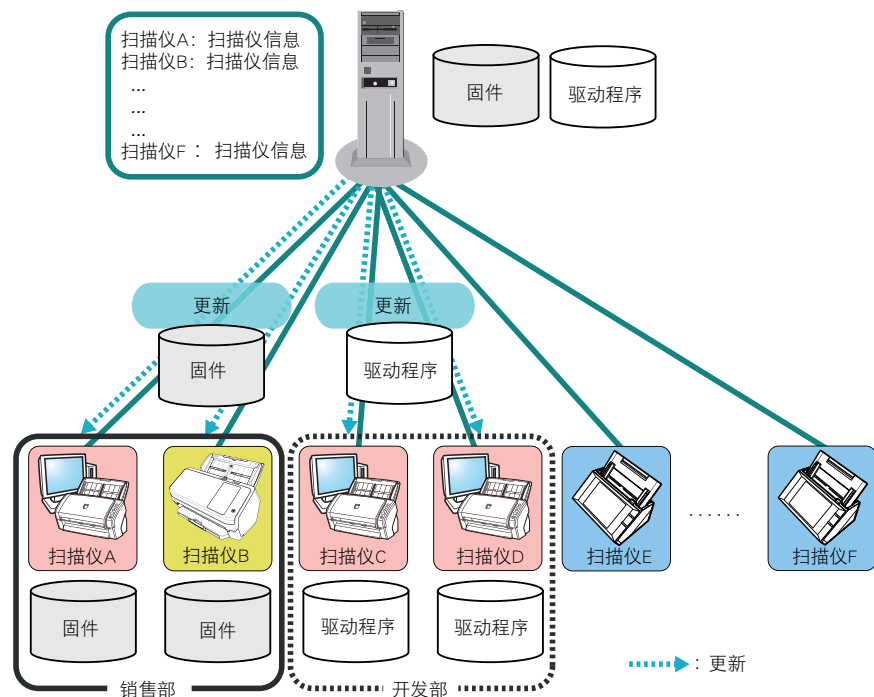 扫描仪A：扫描仪信息
扫描仪B：扫描仪信息
...
...
...
扫描仪F ： 扫描仪信息
固件
驱动程序
更新
更新
固件
驱动程序
扫描仪A
扫描仪B
扫描仪C
扫描仪D
扫描仪E
......
扫描仪F
固件
固件
驱动程序
驱动程序
：更新
销售部
开发部